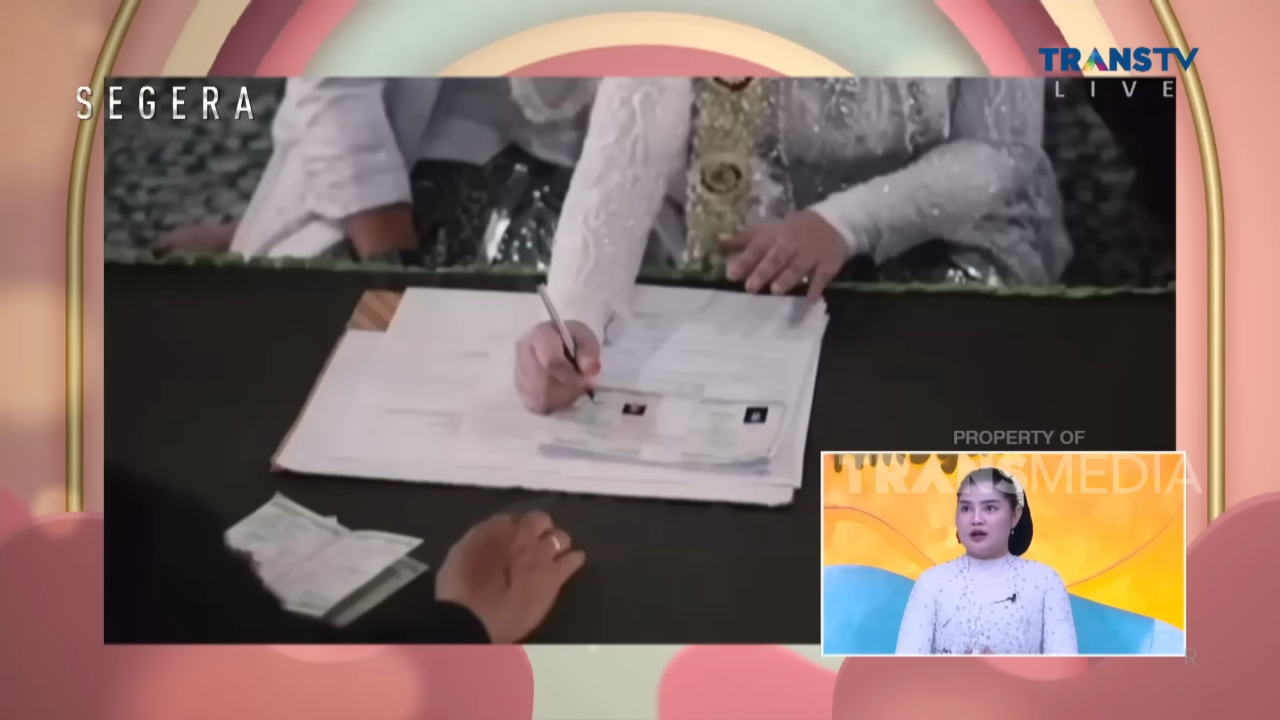 TRANSTV
SEGERA
LIVE
PROPERTY OF
TRANSMEDIA
R